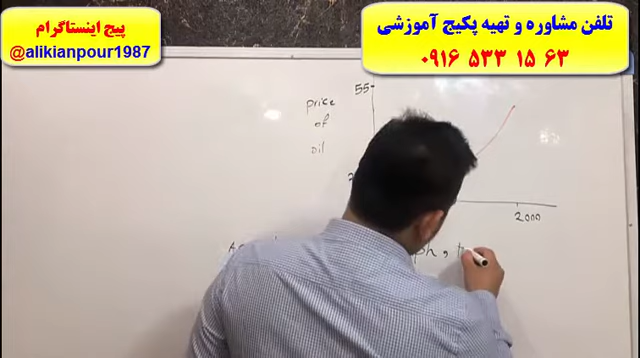 پیج اینستاگرام
@alikianpour1987
تلفن مشاوره و تهیه پکیج آموزشی
۰۹۱۶ ۵۳۳ ۱۵ ۶۳
55
price
of
oil
2000